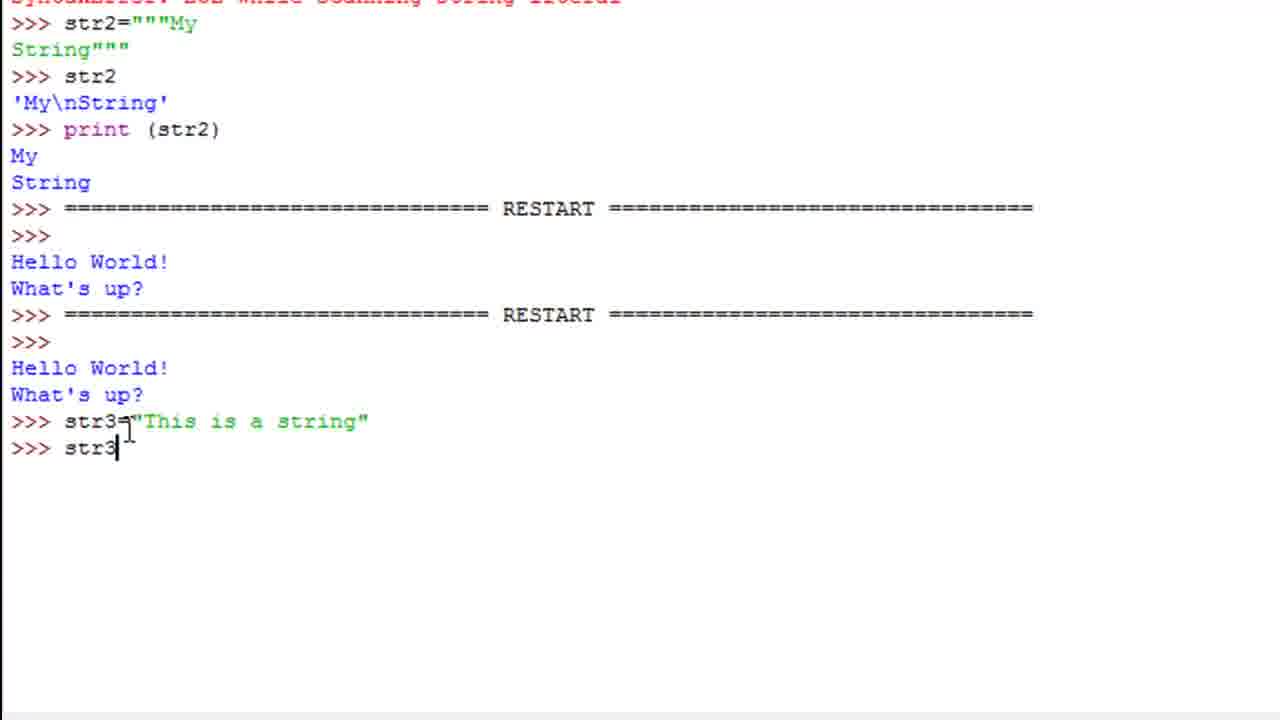 >>> str2="""My
String"""
>>> str2
'My\nString'
>>> print (str2)
My
String
>>> ================================ RESTART ================================
>>>
Hello World!
What's up?
>>> ================================ RESTART ================================
>>>
Hello World!
What's up?
>>> str3="This is a string"
>>> str3